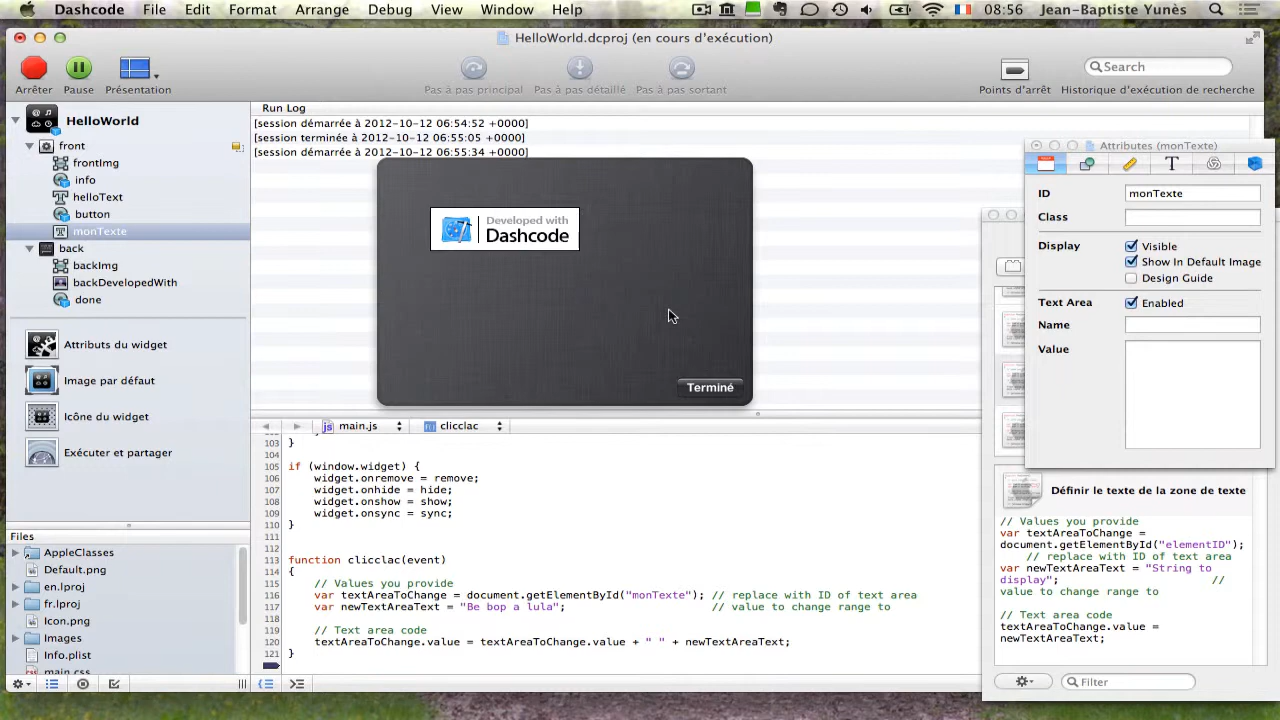 Dashcode File Edit Format Arrange Debug View Window Help 08:56 Jean-Baptiste Yunès
HelloWorld.dcproj (en cours d'exécution)
Arrêter Pause Présentation Pas à pas principal Pas à pas détaillé Pas à pas sortant Points d'arrêt Search Historique d'exécution de recherche
HelloWorld
front
frontImg
info
helloText
button
monTexte
back
backImg
backDevelopedWith
done
Attributs du widget
Image par défaut
Icône du widget
Exécuter et partager
Files
AppleClasses
Default.png
en.lproj
fr.lproj
Icon.png
Images
Info.plist
main.css
Run Log
[session démarrée à 2012-10-12 06:54:52 +0000]
[session terminée à 2012-10-12 06:55:05 +0000]
[session démarrée à 2012-10-12 06:55:34 +0000]
Developed with
Dashcode
Terminé
main.js clicclac
103 }
104
105 if (window.widget) {
106 widget.onremove = remove;
107 widget.onhide = hide;
108 widget.onshow = show;
109 widget.onsync = sync;
110 }
111
112
113 function clicclac(event)
114 {
115 // Values you provide
116 var textAreaToChange = document.getElementById("monTexte"); // replace with ID of text area
117 var newTextAreaText = "Be bop a lula"; // value to change range to
118
119 // Text area code
120 textAreaToChange.value = textAreaToChange.value + " " + newTextAreaText;
121 }
Attributes (monTexte)
ID monTexte
Class
Display Visible
Show In Default Image
Design Guide
Text Area Enabled
Name
Value
Définir le texte de la zone de texte
// Values you provide
var textAreaToChange =
document.getElementById("elementID");
// replace with ID of text area
var newTextAreaText = "String to
display"; //
value to change range to
// Text area code
textAreaToChange.value =
newTextAreaText;
Filter